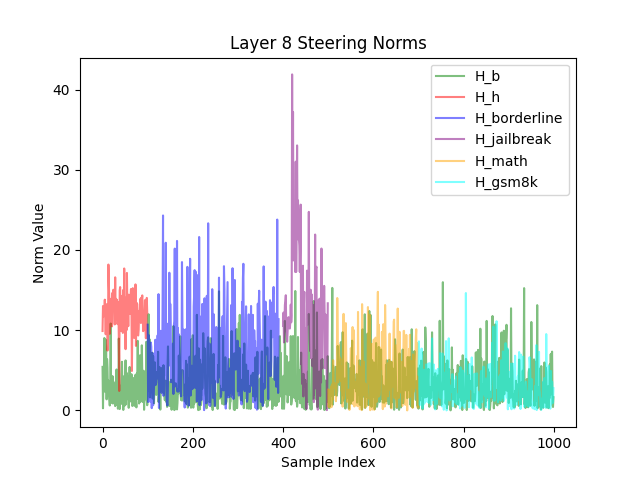 Layer 8 Steering Norms
H_b
H_h
H_borderline
H_jailbreak
H_math
H_gsm8k
Norm Value
40
30
20
10
0
0
200
400
600
800
1000
Sample Index